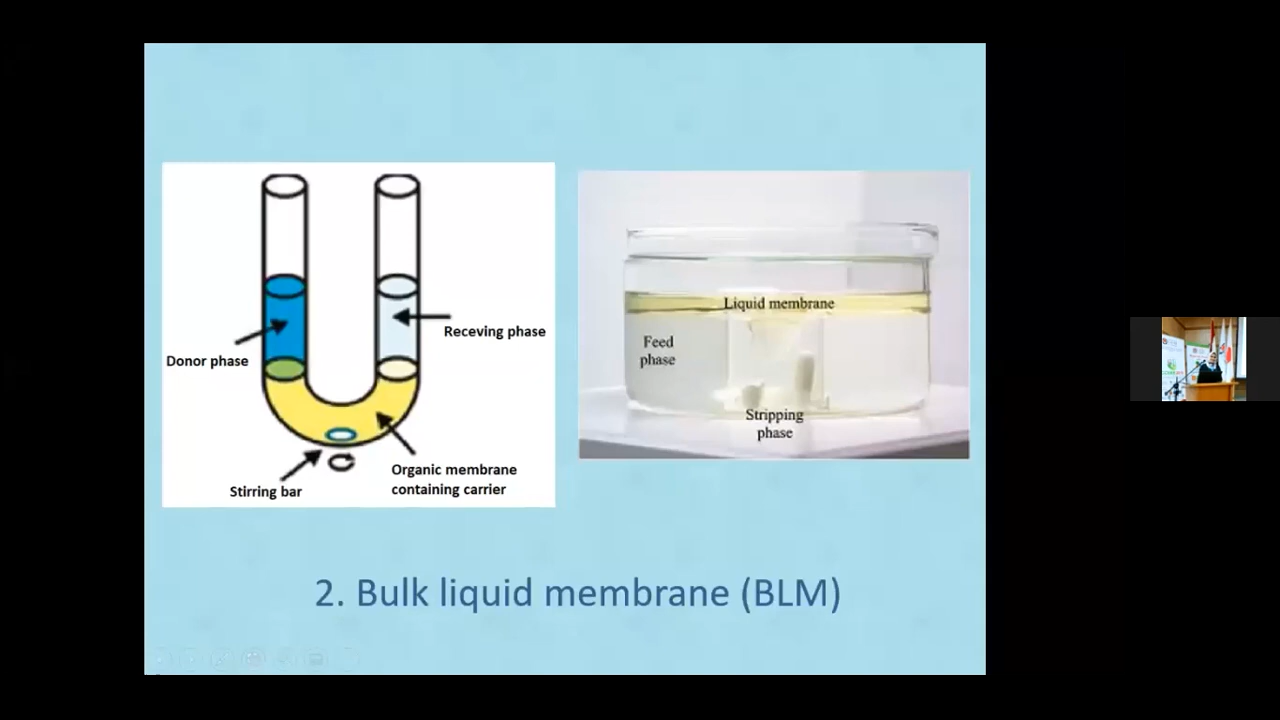 Donor phase
Receving phase
Stirring bar
Organic membrane
containing carrier
Liquid membrane
Feed
phase
Stripping
phase
2. Bulk liquid membrane (BLM)